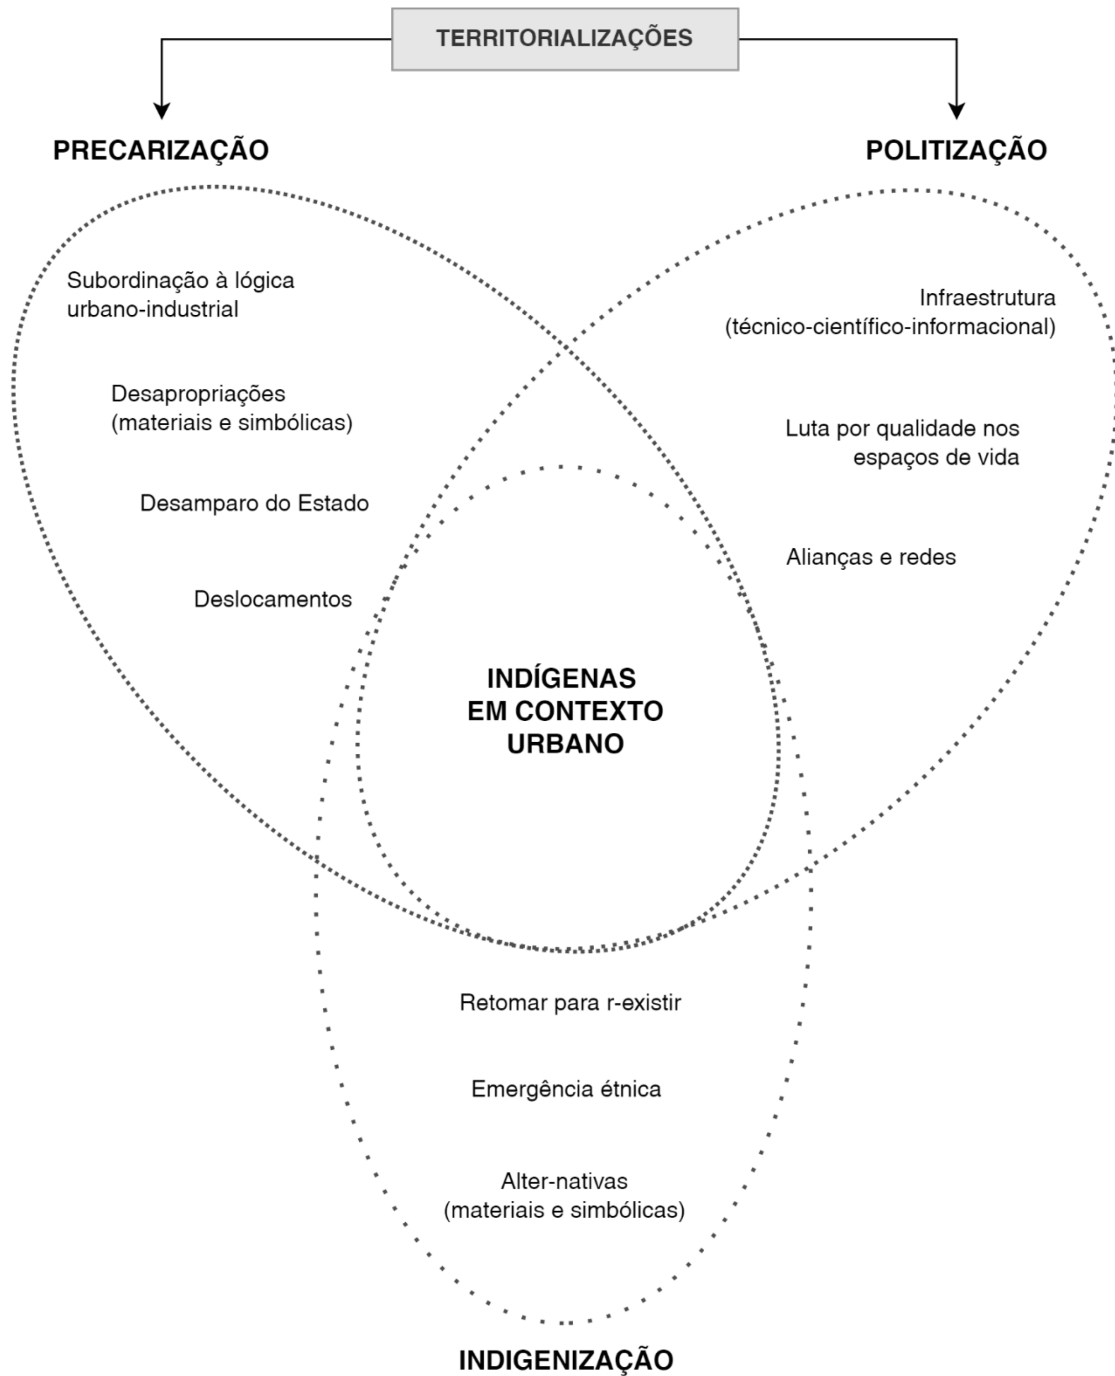 TERRITORIALIZAÇÕES
PRECARIZAÇÃO
POLITIZAÇÃO
Subordinação à lógica
urbano-industrial
Desapropriações
(materiais e simbólicas)
Desamparo do Estado
Deslocamentos
Infraestrutura
(técnico-científico-informacional)
Luta por qualidade nos
espaços de vida
Alianças e redes
INDÍGENAS
EM CONTEXTO
URBANO
Retomar para r-existir
Emergência étnica
Alter-nativas
(materiais e simbólicas)
INDIGENIZAÇÃO